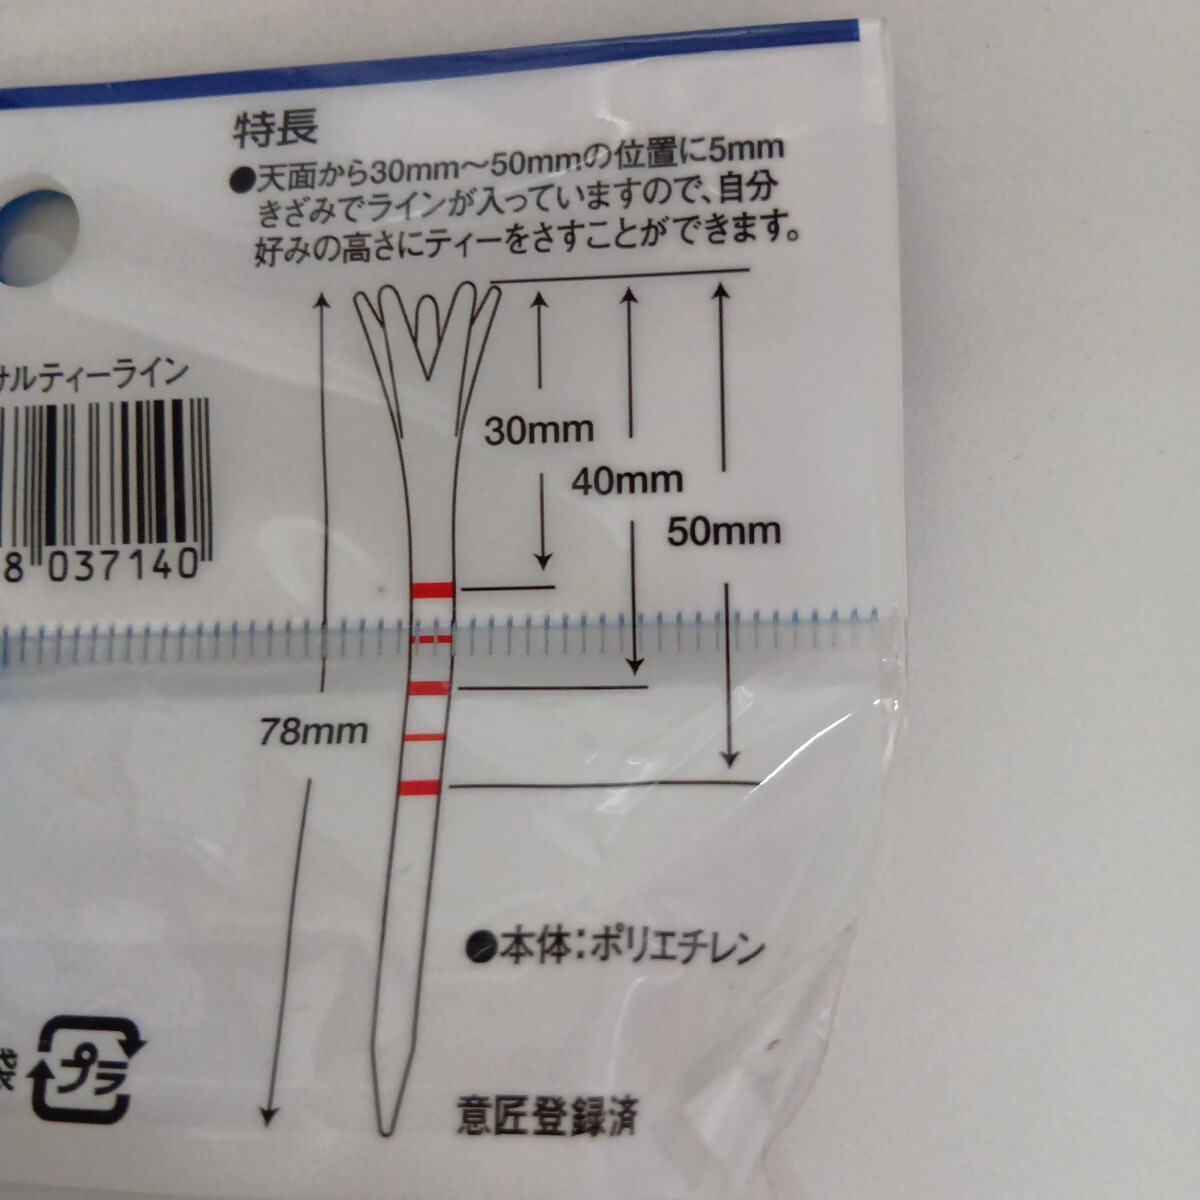 特長
●天面から30mm〜50mmの位置に5mm
きざみでラインが入っていますので、自分
好みの高さにティーをさすことができます。
サルティーライン
8 037140
30mm
40mm
50mm
78mm
●本体：ポリエチレン
袋
プラ
意匠登録済